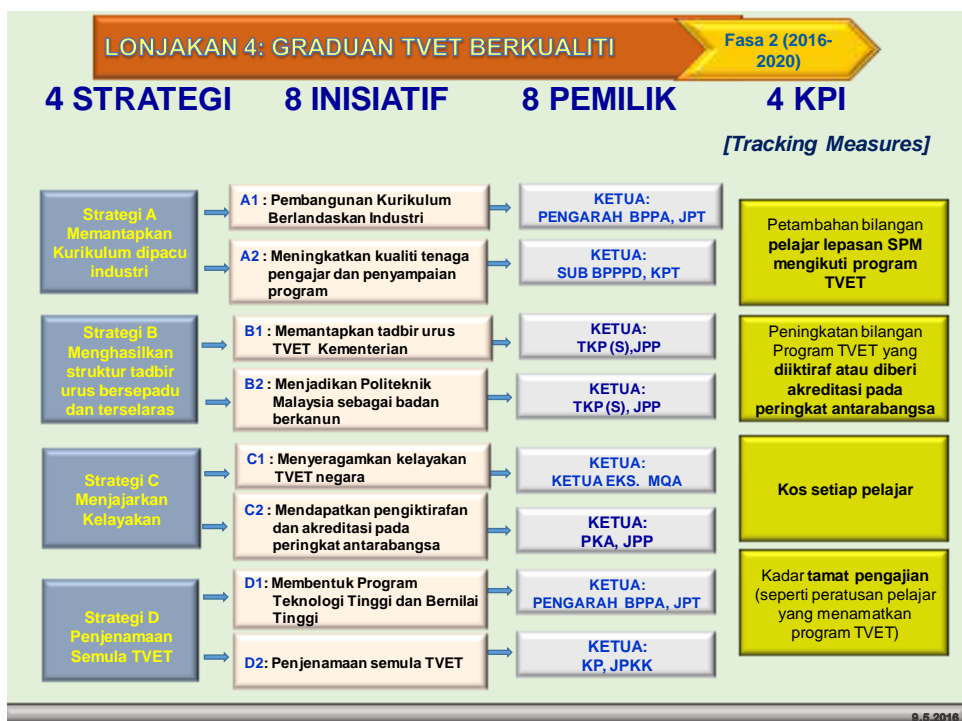 LONJAKAN 4: GRADUAN TVET BERKUALITI
Fasa 2 (2016-
2020)
4 STRATEGI
8 INISIATIF
8 PEMILIK
4 KPI
[Tracking Measures]
Strategi A
Memantapkan
Kurikulum dipacu
industri
A1 : Pembangunan Kurikulum
Berlandaskan Industri
KETUA:
PENGARAH BPPA, JPT
A2 : Meningkatkan kualiti tenaga
pengajar dan penyampaian
program
KETUA:
SUB BPPPD, KPT
Petambahan bilangan
pelajar lepasan SPM
mengikuti program
TVET
Strategi B
Menghasilkan
struktur tadbir
urus bersepadu
dan terselaras
B1 : Memantapkan tadbir urus
TVET Kementerian
KETUA:
TKP (S),JPP
B2 : Menjadikan Politeknik
Malaysia sebagai badan
berkanun
KETUA:
TKP (S), JPP
Peningkatan bilangan
Program TVET yang
diiktiraf atau diberi
akreditasi pada
peringkat antarabangsa
Strategi C
Menjajarkan
Kelayakan
C1 : Menyeragamkan kelayakan
TVET negara
KETUA:
KETUA EKS. MQA
C2 : Mendapatkan pengiktirafan
dan akreditasi pada
peringkat antarabangsa
KETUA:
PKA, JPP
Kos setiap pelajar
Strategi D
Penjenamaan
Semula TVET
D1: Membentuk Program
Teknologi Tinggi dan Bernilai
Tinggi
KETUA:
PENGARAH BPPA, JPT
D2: Penjenamaan semula TVET
KETUA:
KP, JPKK
Kadar tamat pengajian
(seperti peratusan pelajar
yang menamatkan
program TVET)
9.5.2016